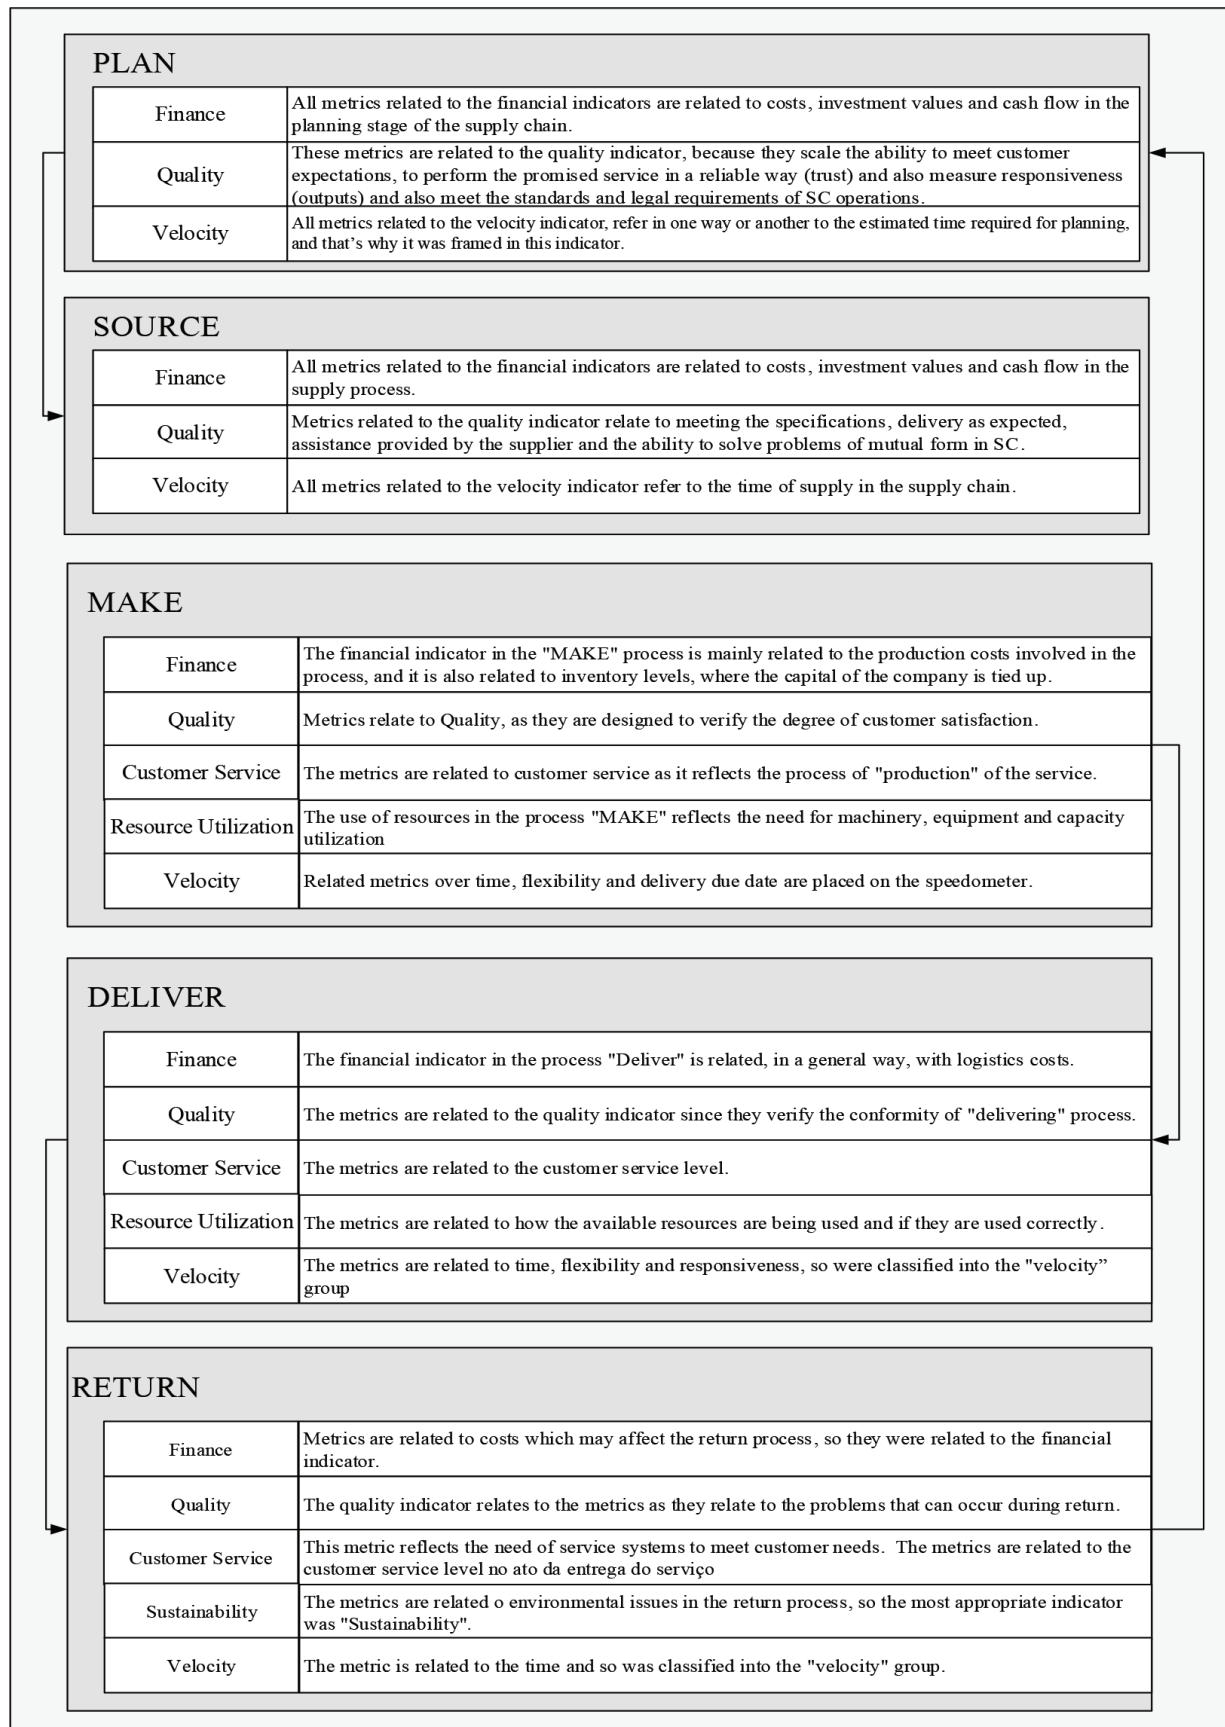 PLAN
Finance
All metrics related to the financial indicators are related to costs, investment values and cash flow in the
planning stage of the supply chain.
Quality
These metrics are related to the quality indicator, because they scale the ability to meet customer
expectations, to perform the promised service in a reliable way (trust) and also measure responsiveness
(outputs) and also meet the standards and legal requirements of SC operations.
Velocity
All metrics related to the velocity indicator, refer in one way or another to the estimated time required for planning,
and that's why it was framed in this indicator.
SOURCE
Finance
All metrics related to the financial indicators are related to costs, investment values and cash flow in the
supply process.
Quality
Metrics related to the quality indicator relate to meeting the specifications, delivery as expected,
assistance provided by the supplier and the ability to solve problems of mutual form in SC.
Velocity
All metrics related to the velocity indicator refer to the time of supply in the supply chain.
MAKE
Finance
The financial indicator in the "MAKE" process is mainly related to the production costs involved in the
process, and it is also related to inventory levels, where the capital of the company is tied up.
Quality
Metrics relate to Quality, as they are designed to verify the degree of customer satisfaction.
Customer Service
The metrics are related to customer service as it reflects the process of "production" of the service.
Resource Utilization
The use of resources in the process "MAKE" reflects the need for machinery, equipment and capacity
utilization
Velocity
Related metrics over time, flexibility and delivery due date are placed on the speedometer.
DELIVER
Finance
The financial indicator in the process "Deliver" is related, in a general way, with logistics costs.
Quality
The metrics are related to the quality indicator since they verify the conformity of "delivering" process.
Customer Service
The metrics are related to the customer service level.
Resource Utilization
The metrics are related to how the available resources are being used and if they are used correctly.
Velocity
The metrics are related to time, flexibility and responsiveness, so were classified into the "velocity”
group
RETURN
Finance
Metrics are related to costs which may affect the return process, so they were related to the financial
indicator.
Quality
The quality indicator relates to the metrics as they relate to the problems that can occur during return.
Customer Service
This metric reflects the need of service systems to meet customer needs.  The metrics are related to the
customer service level no ato da entrega do serviço
Sustainability
The metrics are related o environmental issues in the return process, so the most appropriate indicator
was "Sustainability".
Velocity
The metric is related to the time and so was classified into the "velocity" group.